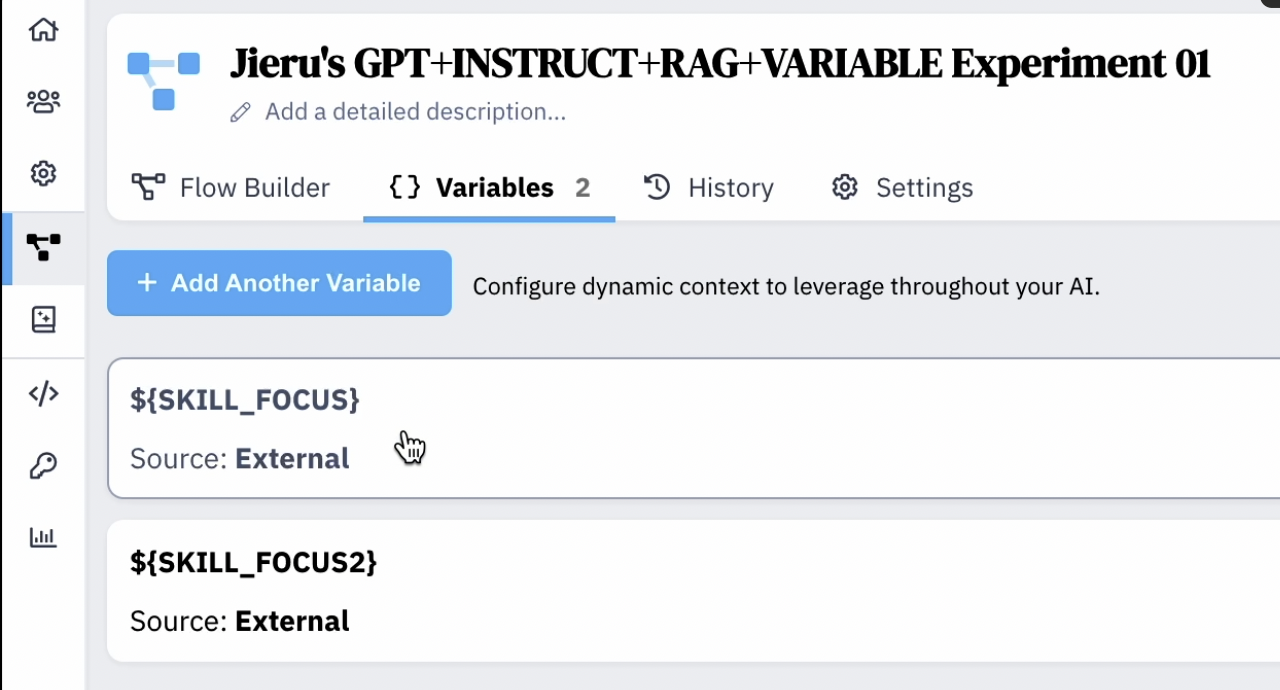 Jieru's GPT+INSTRUCT+RAG+VARIABLE Experiment 01
Add a detailed description...
Flow Builder
Variables 2
History
Settings
+ Add Another Variable
Configure dynamic context to leverage throughout your AI.
${SKILL_FOCUS}
Source: External
${SKILL_FOCUS2}
Source: External